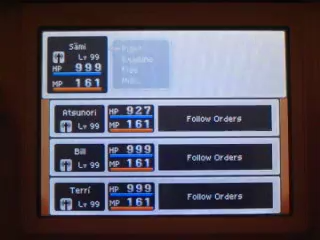 Sämi
Lv 99
HP 999
MP 161
Atsunori
Lv 99
HP 927
MP 161
Follow Orders
Bill
Lv 99
HP 999
MP 161
Follow Orders
Terri
Lv 99
HP 999
MP 161
Follow Orders